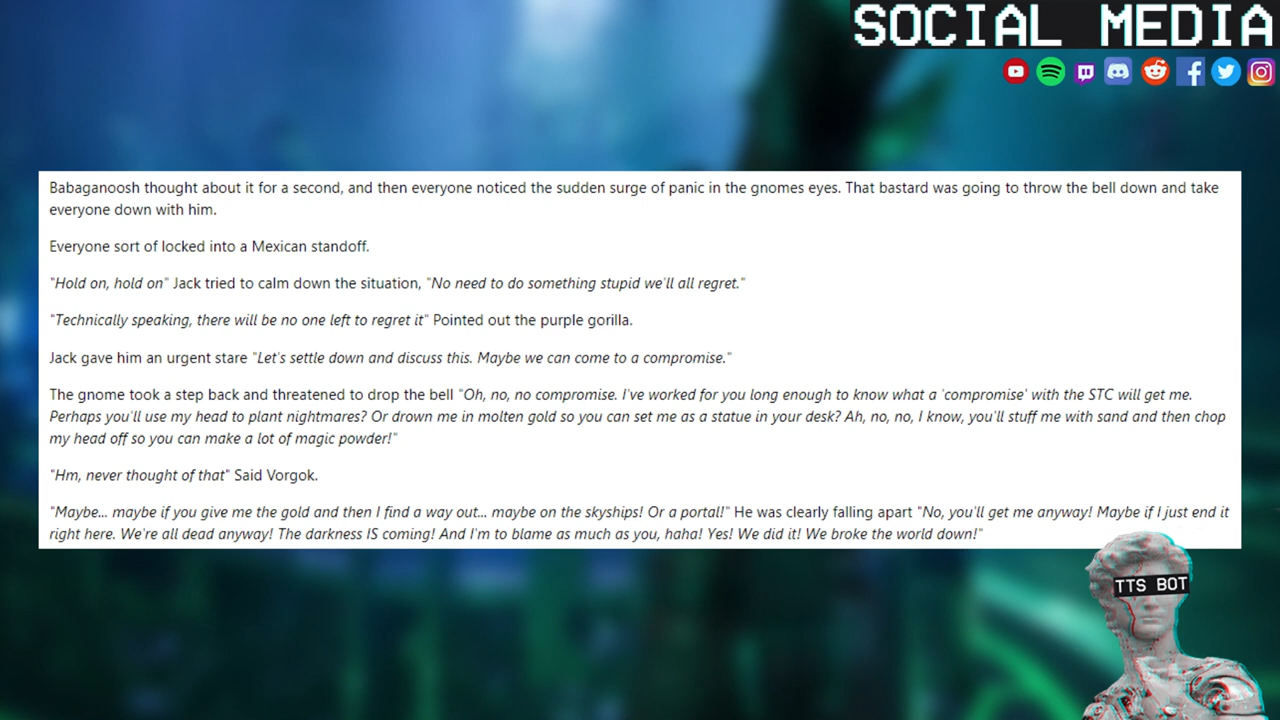 SOCIAL MEDIA
Babaganoosh thought about it for a second, and then everyone noticed the sudden surge of panic in the gnomes eyes. That bastard was going to throw the bell down and take
everyone down with him.
Everyone sort of locked into a Mexican standoff.
"Hold on, hold on" Jack tried to calm down the situation, "No need to do something stupid we'll all regret."
"Technically speaking, there will be no one left to regret it" Pointed out the purple gorilla.
Jack gave him an urgent stare "Let's settle down and discuss this. Maybe we can come to a compromise."
The gnome took a step back and threatened to drop the bell "Oh, no, no compromise. I've worked for you long enough to know what a 'compromise' with the STC will get me.
Perhaps you'll use my head to plant nightmares? Or drown me in molten gold so you can set me as a statue in your desk? Ah, no, no, I know, you'll stuff me with sand and then chop
my head off so you can make a lot of magic powder!"
"Hm, never thought of that" Said Vorgok.
"Maybe... maybe if you give me the gold and then I find a way out... maybe on the skyships! Or a portal!" He was clearly falling apart "No, you'll get me anyway! Maybe if I just end it
right here. We're all dead anyway! The darkness IS coming! And I'm to blame as much as you, haha! Yes! We did it! We broke the world down!"
TTS BOT